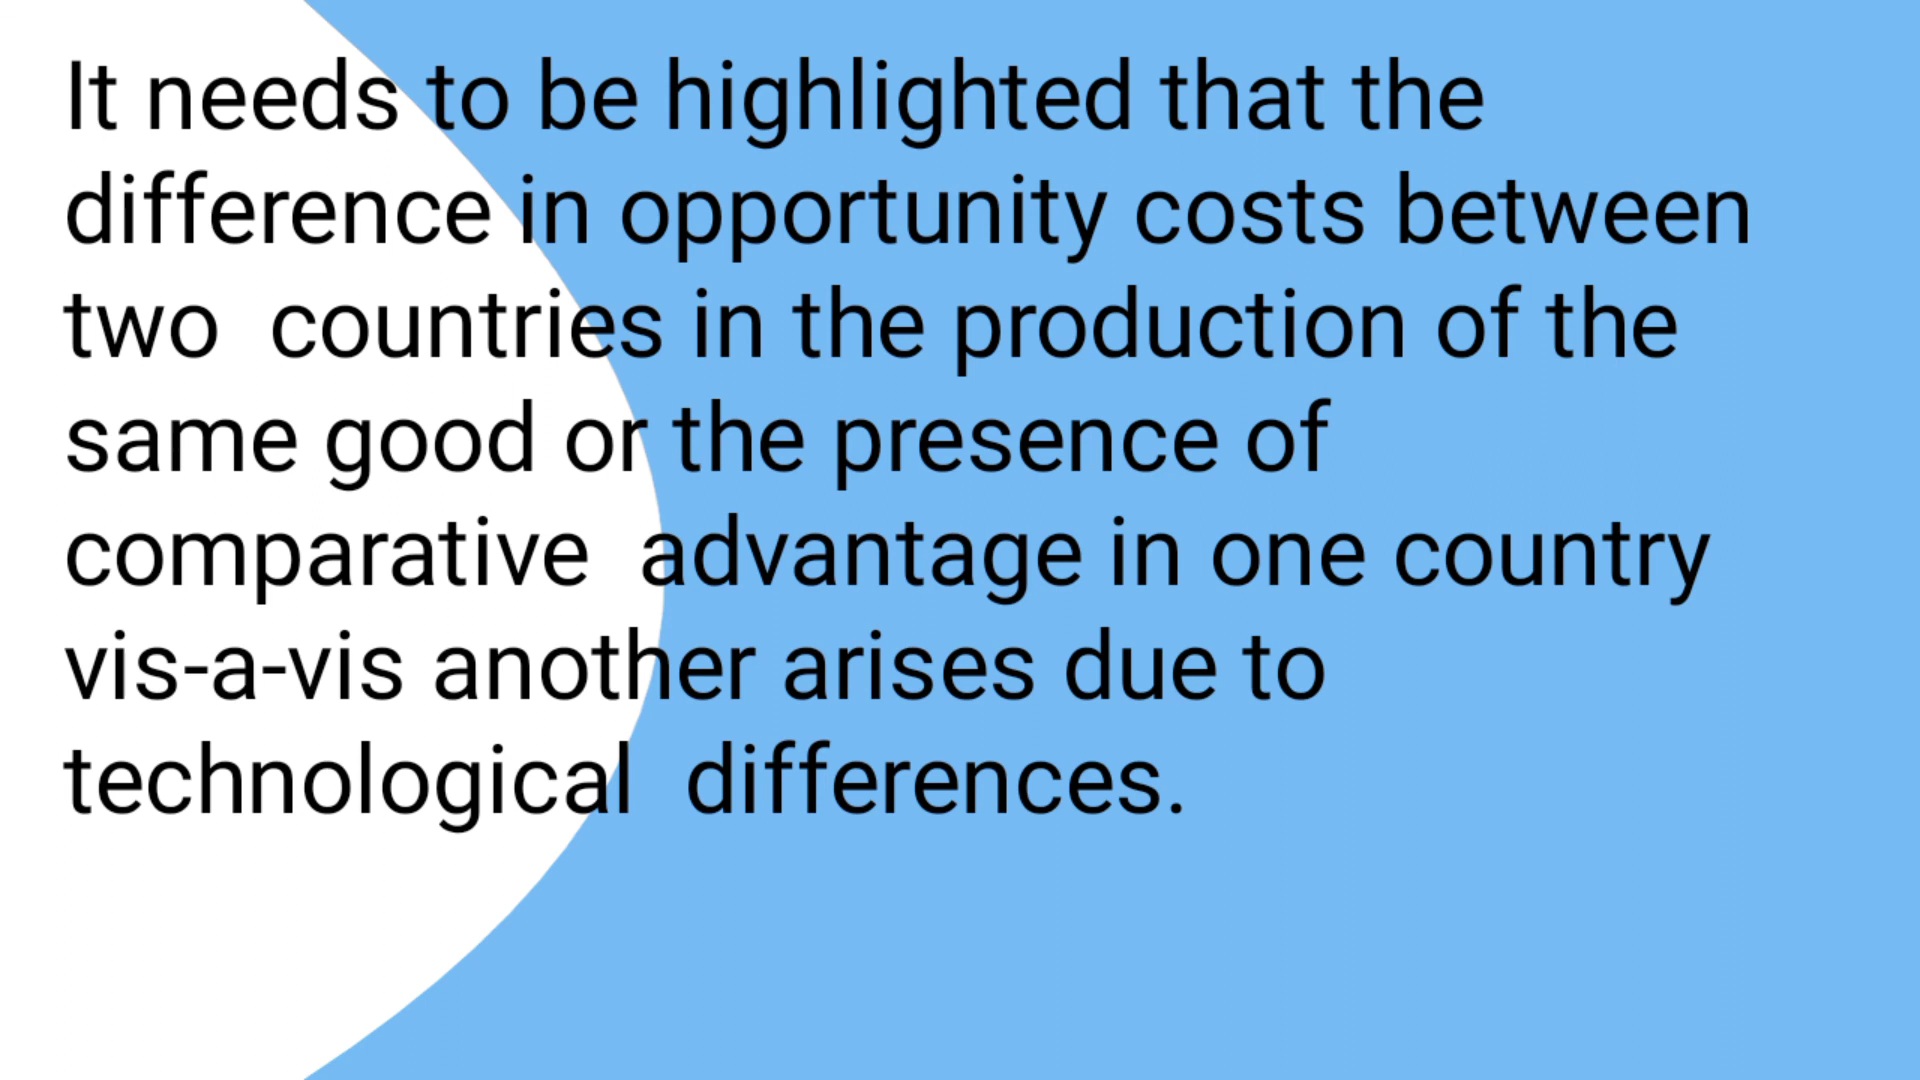 It needs to be highlighted that the
difference in opportunity costs between
two  countries in the production of the
same good or the presence of
comparative  advantage in one country
vis-a-vis another arises due to
technological  differences.